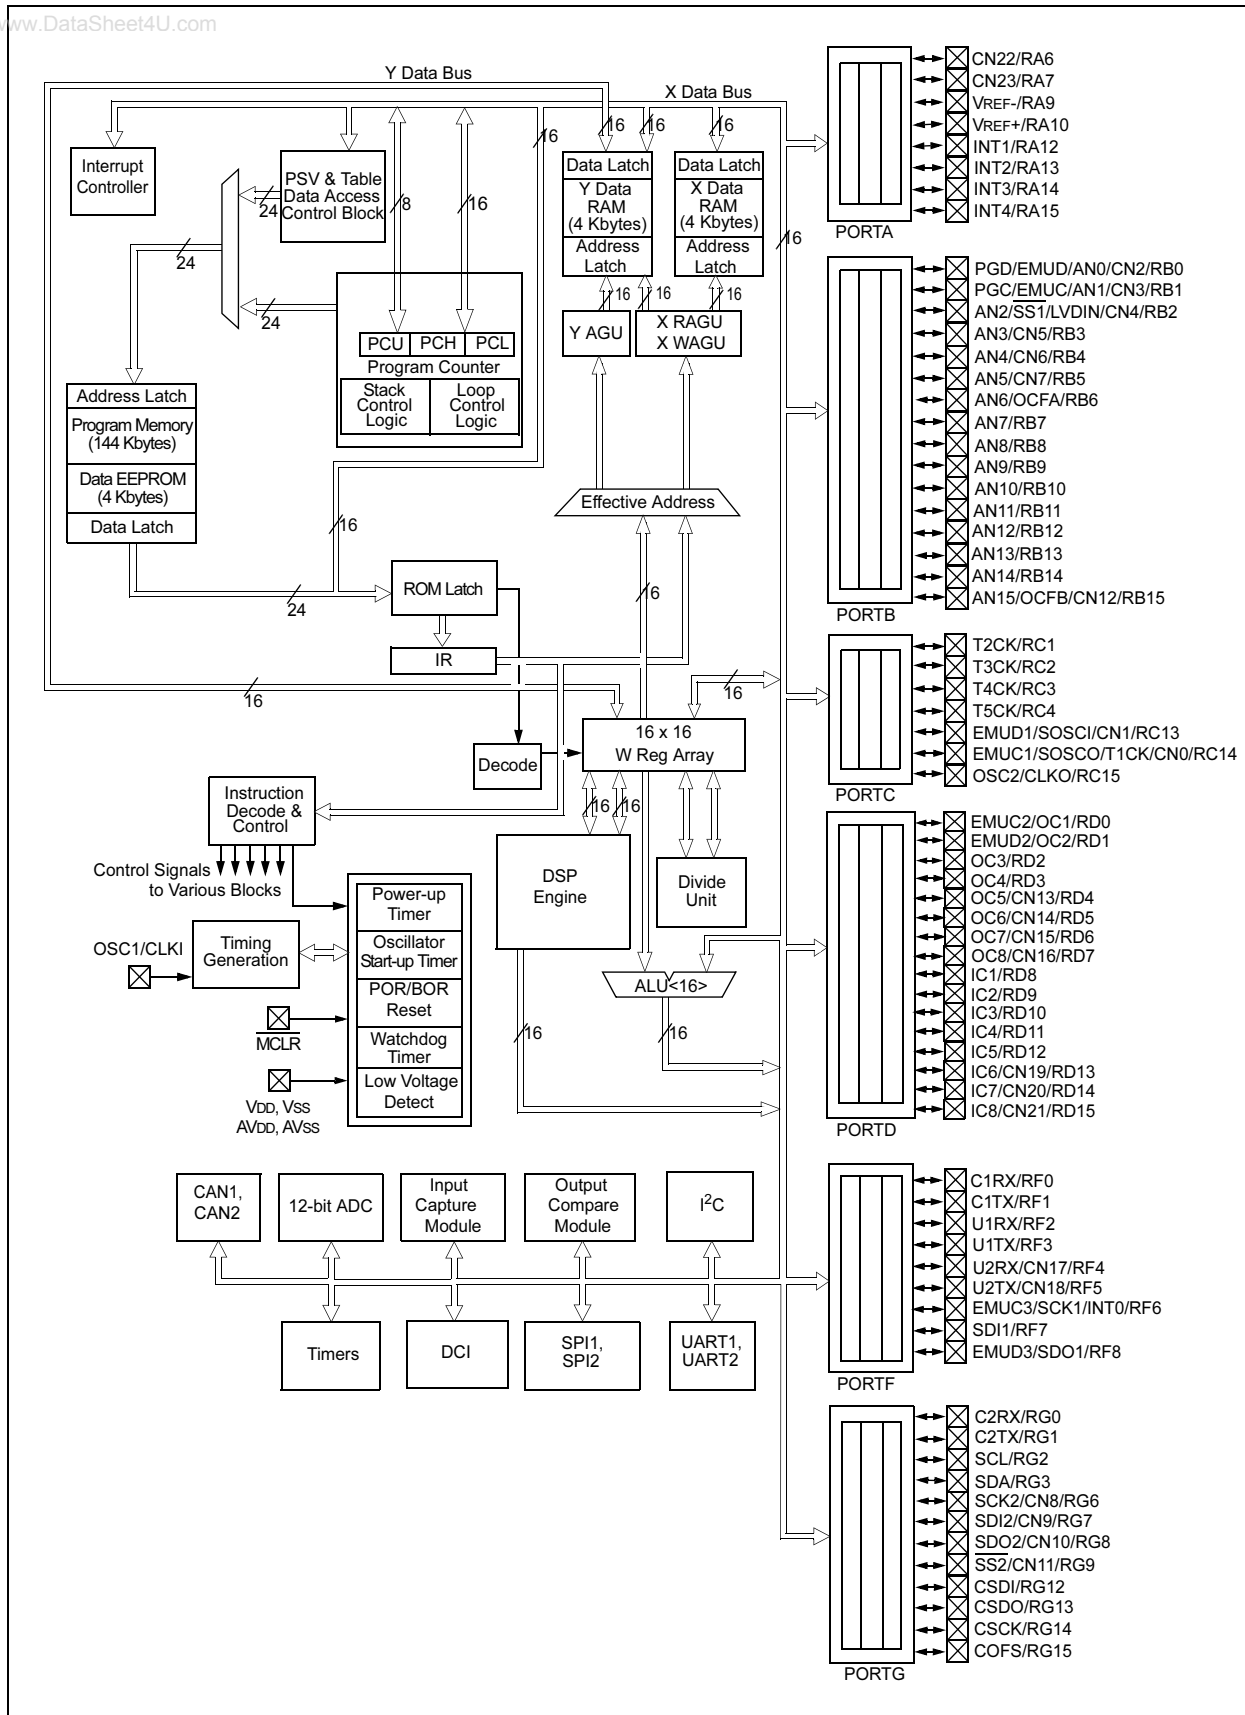 www.DataSheet4U.com
Y Data Bus
X Data Bus
Interrupt
Controller
PSV & Table
Data Access
Control Block
24
24
24
8
16
16
16
16
16
16
Data Latch
Y Data
RAM
(4 Kbytes)
Address
Latch
Data Latch
X Data
RAM
(4 Kbytes)
Address
Latch
16
16
16
Y AGU
X RAGU
X WAGU
PCU
PCH
PCL
Program Counter
Stack
Control
Logic
Loop
Control
Logic
Address Latch
Program Memory
(144 Kbytes)
Data EEPROM
(4 Kbytes)
Data Latch
Effective Address
16
24
ROM Latch
16
IR
16
16
16 x 16
W Reg Array
Decode
Instruction
Decode &
Control
16
16
Control Signals
to Various Blocks
DSP
Engine
Divide
Unit
Power-up
Timer
Oscillator
Start-up Timer
POR/BOR
Reset
Watchdog
Timer
Low Voltage
Detect
OSC1/CLKI
Timing
Generation
MCLR
VDD, VSS
AVDD, AVSS
ALU<16>
16
16
CAN1,
CAN2
12-bit ADC
Input
Capture
Module
Output
Compare
Module
I2C
Timers
DCI
SPI1,
SPI2
UART1,
UART2
CN22/RA6
CN23/RA7
VREF-/RA9
VREF+/RA10
INT1/RA12
INT2/RA13
INT3/RA14
INT4/RA15
PORTA
PGD/EMUD/AN0/CN2/RB0
PGC/EMUC/AN1/CN3/RB1
AN2/SS1/LVDIN/CN4/RB2
AN3/CN5/RB3
AN4/CN6/RB4
AN5/CN7/RB5
AN6/OCFA/RB6
AN7/RB7
AN8/RB8
AN9/RB9
AN10/RB10
AN11/RB11
AN12/RB12
AN13/RB13
AN14/RB14
AN15/OCFB/CN12/RB15
PORTB
T2CK/RC1
T3CK/RC2
T4CK/RC3
T5CK/RC4
EMUD1/SOSCI/CN1/RC13
EMUC1/SOSCO/T1CK/CN0/RC14
OSC2/CLKO/RC15
PORTC
EMUC2/OC1/RD0
EMUD2/OC2/RD1
OC3/RD2
OC4/RD3
OC5/CN13/RD4
OC6/CN14/RD5
OC7/CN15/RD6
OC8/CN16/RD7
IC1/RD8
IC2/RD9
IC3/RD10
IC4/RD11
IC5/RD12
IC6/CN19/RD13
IC7/CN20/RD14
IC8/CN21/RD15
PORTD
C1RX/RF0
C1TX/RF1
U1RX/RF2
U1TX/RF3
U2RX/CN17/RF4
U2TX/CN18/RF5
EMUC3/SCK1/INT0/RF6
SDI1/RF7
EMUD3/SDO1/RF8
PORTF
C2RX/RG0
C2TX/RG1
SCL/RG2
SDA/RG3
SCK2/CN8/RG6
SDI2/CN9/RG7
SDO2/CN10/RG8
SS2/CN11/RG9
CSDI/RG12
CSDO/RG13
CSCK/RG14
COFS/RG15
PORTG